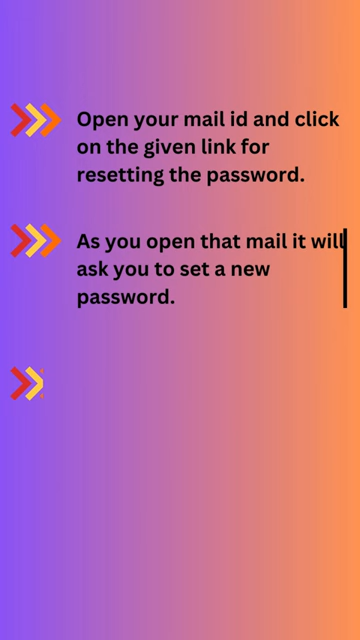 Open your mail id and click
on the given link for
resetting the password.
As you open that mail it will
ask you to set a new
password.